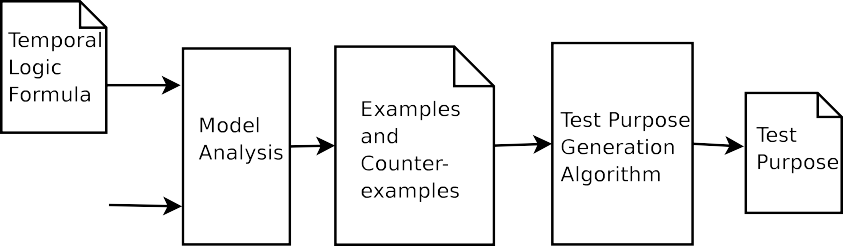 Temporal
Logic
Formula
Model
Analysis
Examples
and
Counter-
examples
Test Purpose
Generation
Algorithm
Test
Purpose